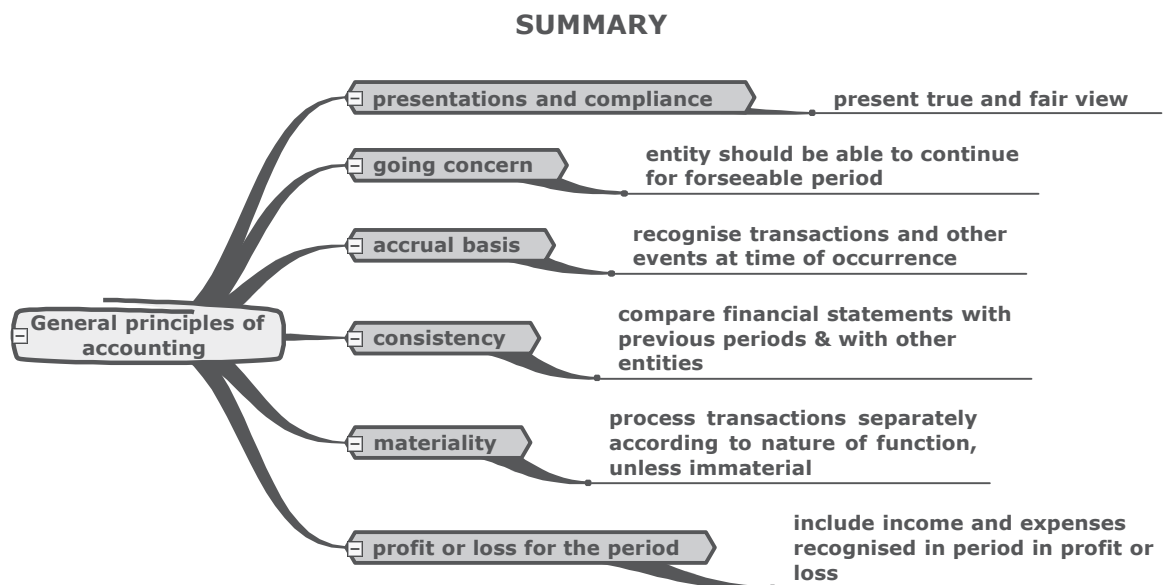 SUMMARY
presentations and compliance
present true and fair view
going concern
entity should be able to continue
for forseeable period
accrual basis
recognise transactions and other
events at time of occurrence
General principles of
accounting
consistency
compare financial statements with
previous periods & with other
entities
materiality
process transactions separately
according to nature of function,
unless immaterial
profit or loss for the period
include income and expenses
recognised in period in profit or
loss